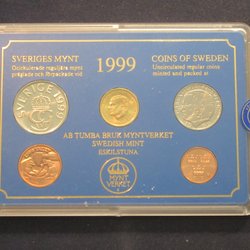 SVERIGES MYNT
Ocirkulerade reguljära mynt
präglade och förpackade vid
1999
COINS OF SWEDEN
Uncirculated regular coins
minted and packed at
SVERIGE 1999
AB TUMBA BRUK MYNTVERKET
SWEDISH MINT
ESKILSTUNA
MYNT
VERKET